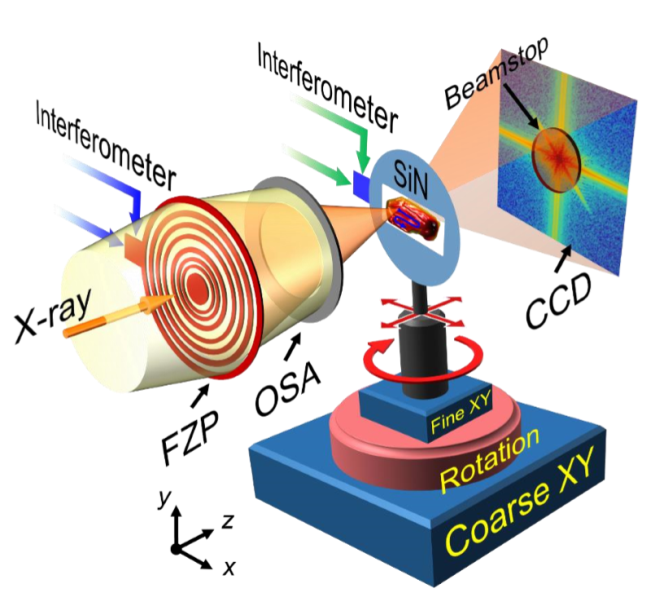 Interferometer
Beamstop
Interferometer
SiN
X-ray
CCD
OSA
FZP
Fine XY
Rotation
Coarse XY
y
z
x